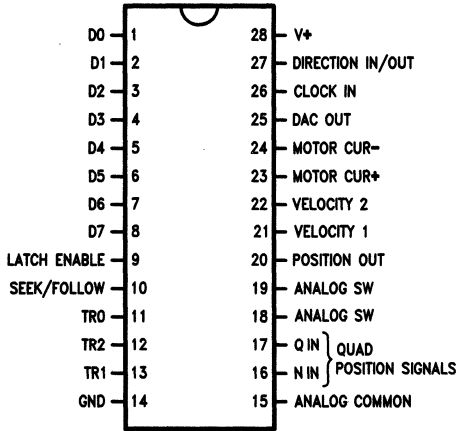 D0 1 28 V+
D1 2 27 DIRECTION IN/OUT
D2 3 26 CLOCK IN
D3 4 25 DAC OUT
D4 5 24 MOTOR CUR-
D5 6 23 MOTOR CUR+
D6 7 22 VELOCITY 2
D7 8 21 VELOCITY 1
LATCH ENABLE 9 20 POSITION OUT
SEEK/FOLLOW 10 19 ANALOG SW
TR0 11 18 ANALOG SW
TR2 12 17 Q IN QUAD
TR1 13 16 N IN POSITION SIGNALS
GND 14 15 ANALOG COMMON